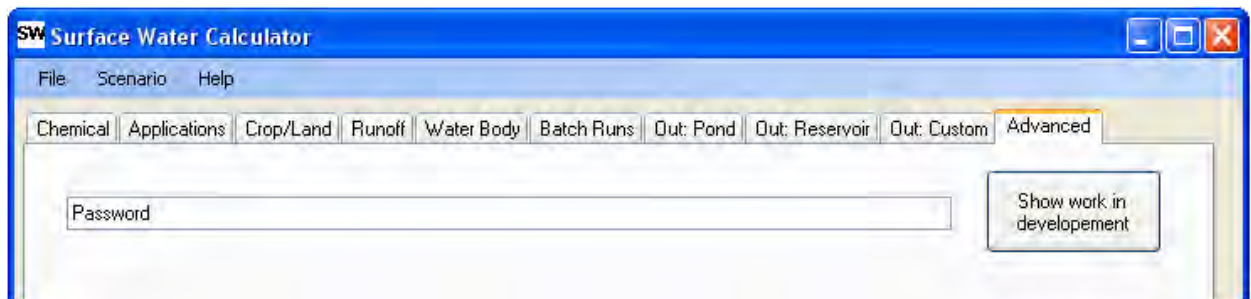 SW Surface Water Calculator
File Scenario Help
Chemical Applications Crop/Land Runoff Water Body Batch Runs Out: Pond Out: Reservoir Out: Custom Advanced
Password
Show work in
developement